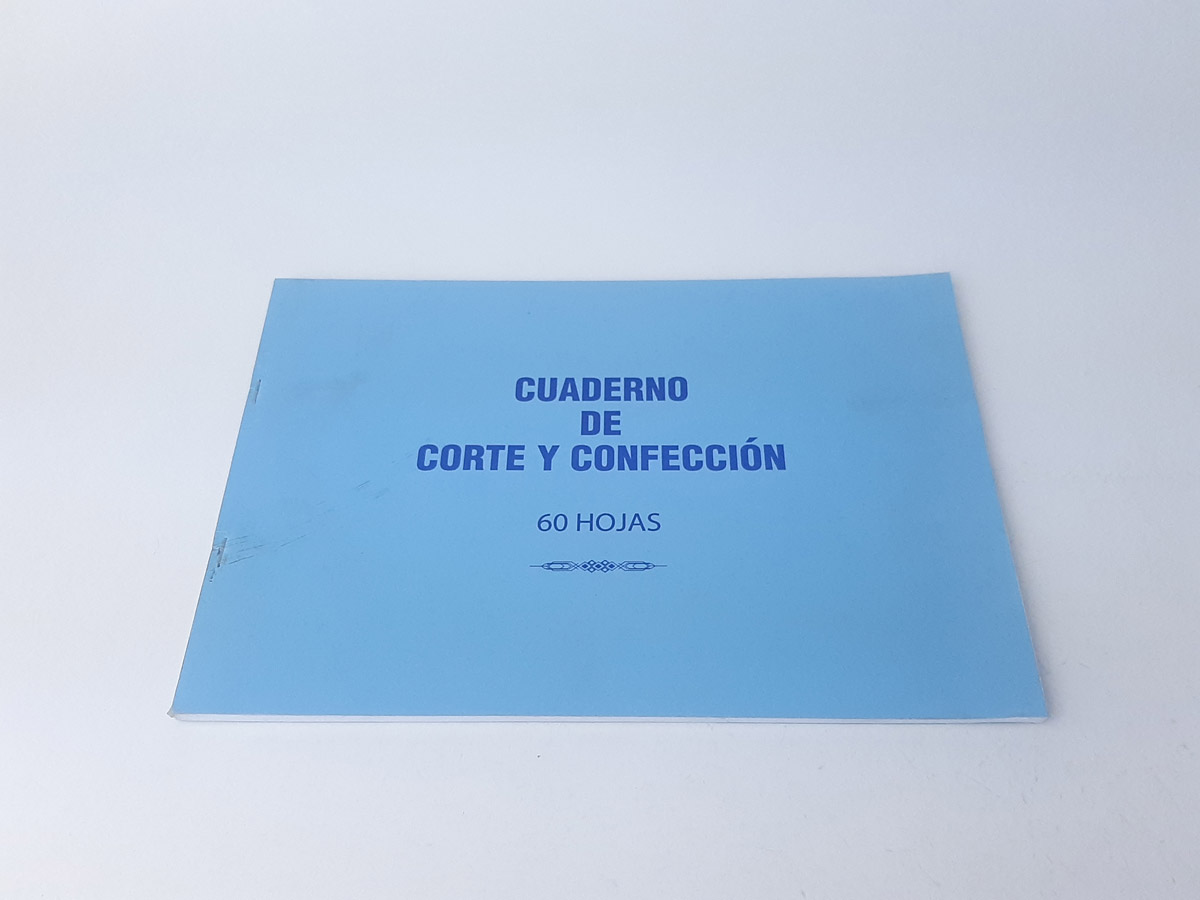 CUADERNO
DE
CORTE Y CONFECCIÓN
60 HOJAS